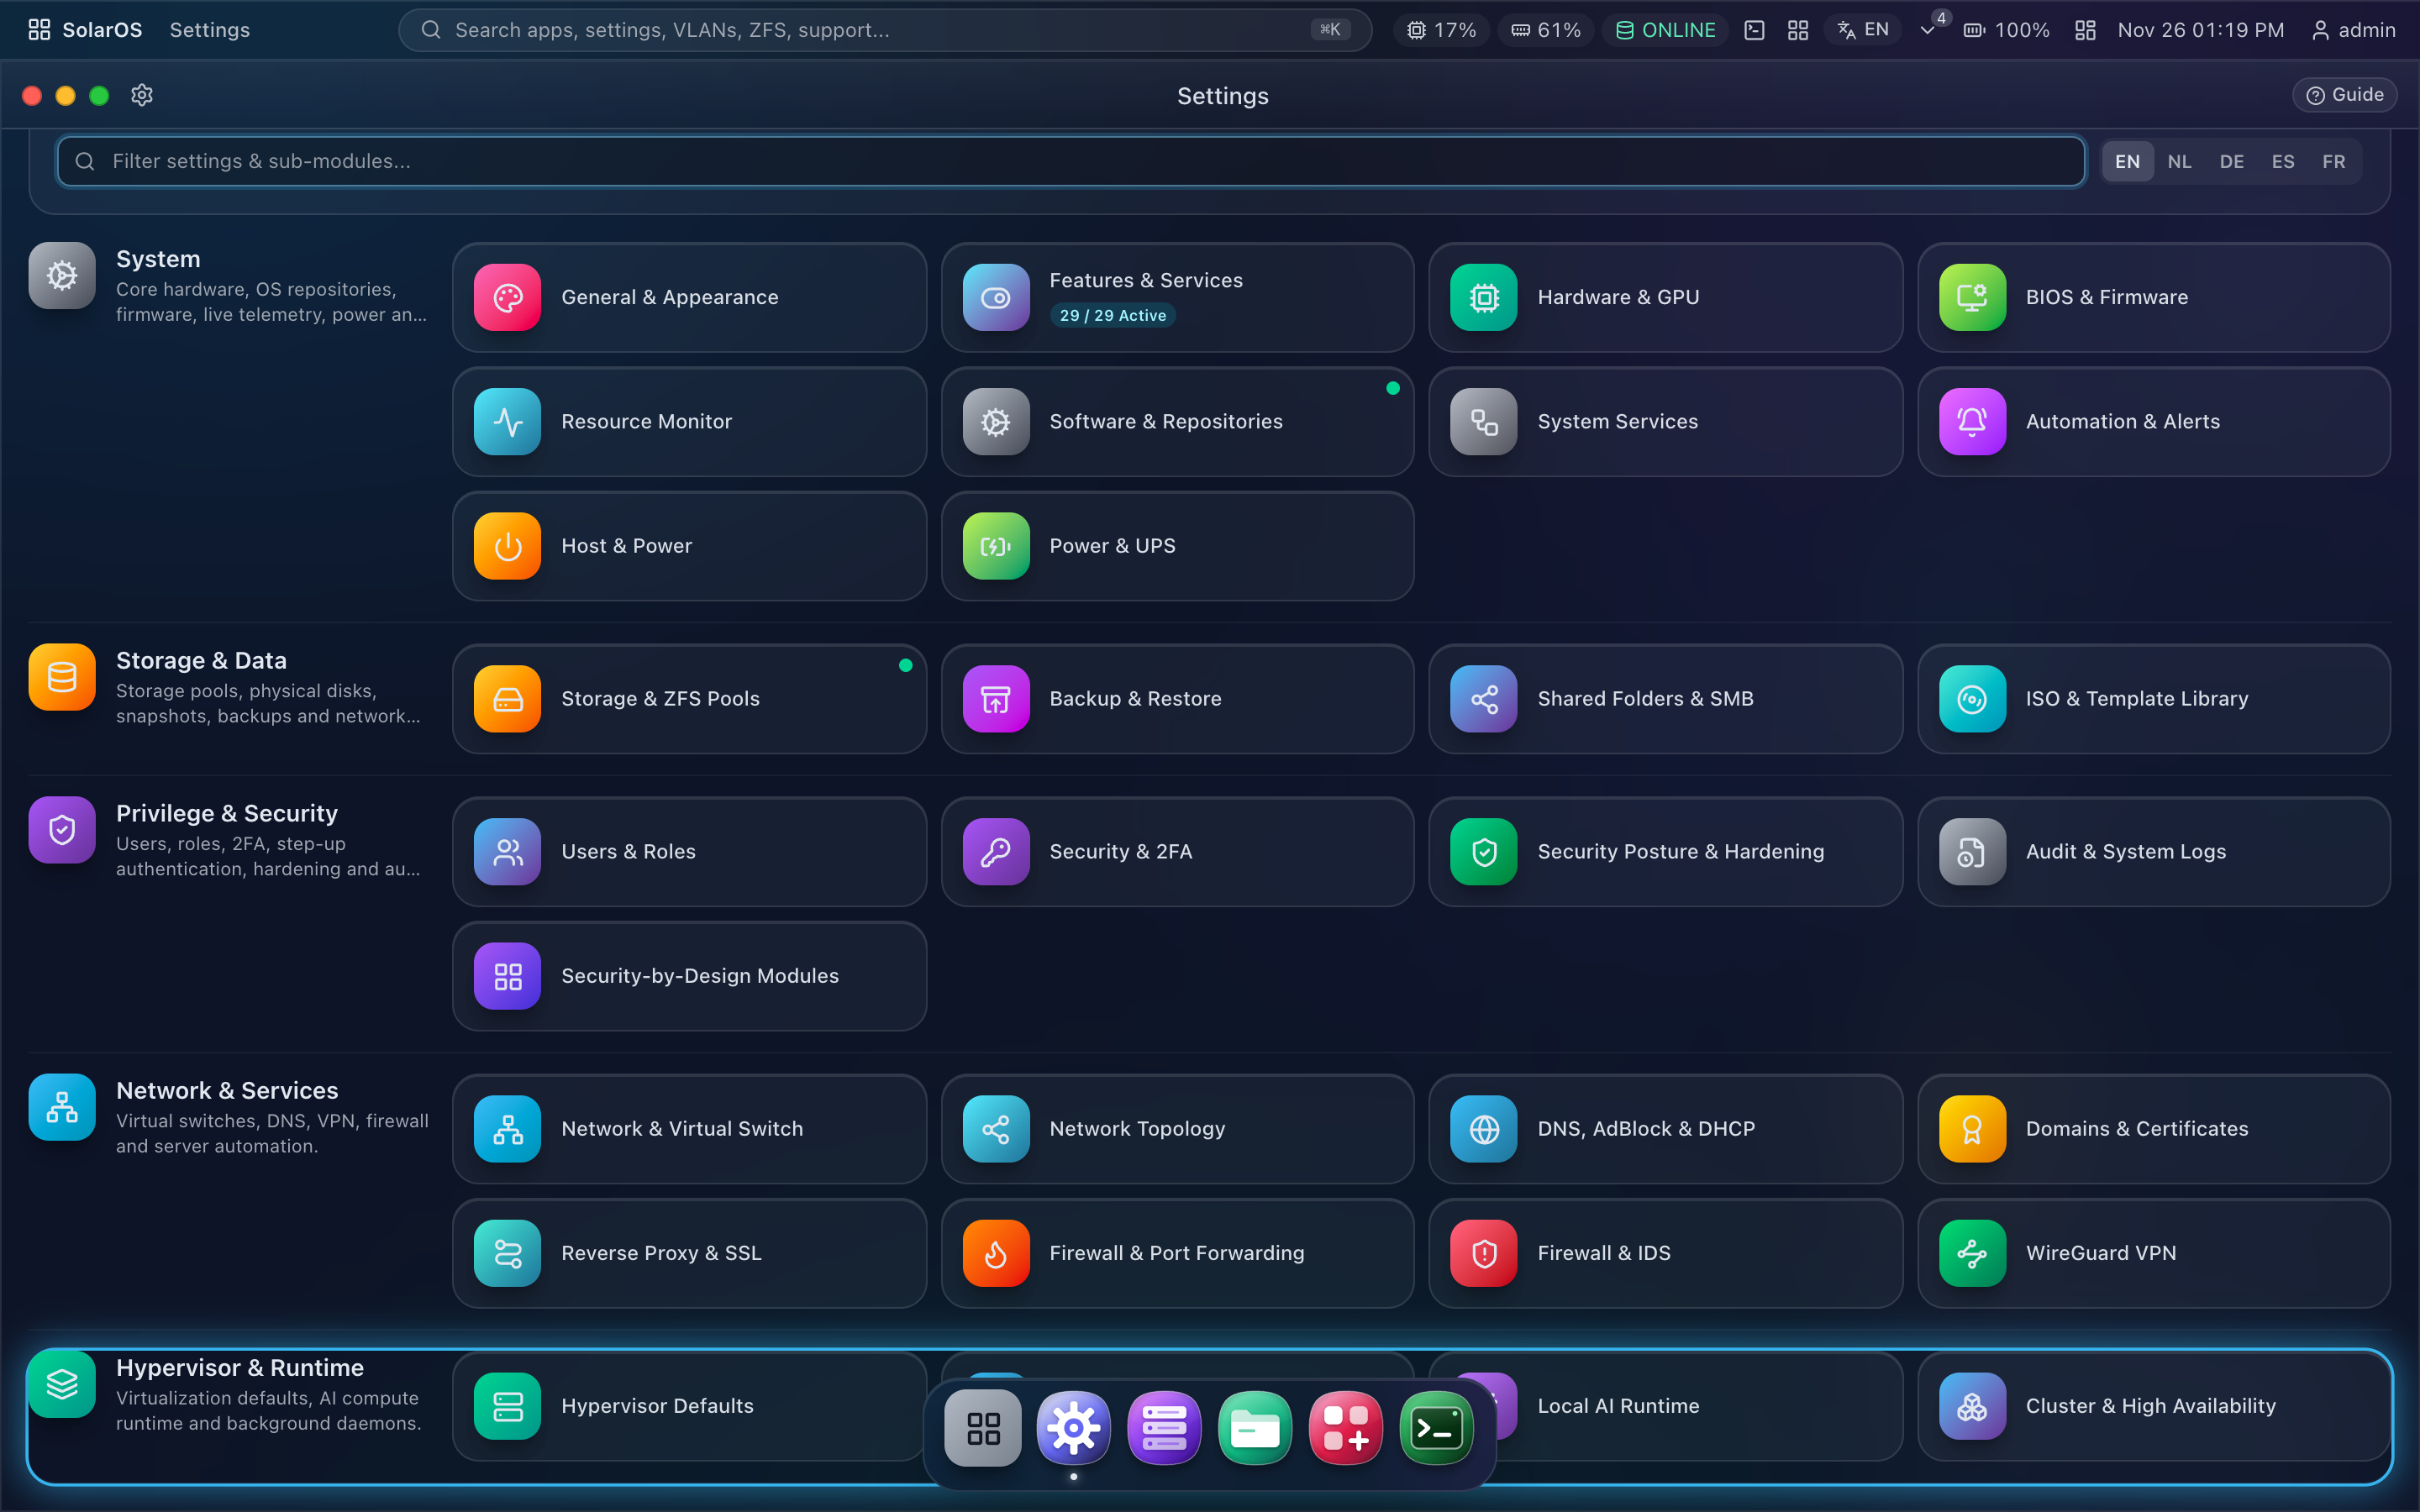 SolarOS Settings Search apps, settings, VLANs, ZFS, support... ⌘K 17% 61% ONLINE EN 4 100% Nov 26 01:19 PM admin
Settings Guide
Filter settings & sub-modules... EN NL DE ES FR
System
Core hardware, OS repositories,
firmware, live telemetry, power an...
General & Appearance
Features & Services
29 / 29 Active
Hardware & GPU
BIOS & Firmware
Resource Monitor
Software & Repositories
System Services
Automation & Alerts
Host & Power
Power & UPS
Storage & Data
Storage pools, physical disks,
snapshots, backups and network...
Storage & ZFS Pools
Backup & Restore
Shared Folders & SMB
ISO & Template Library
Privilege & Security
Users, roles, 2FA, step-up
authentication, hardening and au...
Users & Roles
Security & 2FA
Security Posture & Hardening
Audit & System Logs
Security-by-Design Modules
Network & Services
Virtual switches, DNS, VPN, firewall
and server automation.
Network & Virtual Switch
Network Topology
DNS, AdBlock & DHCP
Domains & Certificates
Reverse Proxy & SSL
Firewall & Port Forwarding
Firewall & IDS
WireGuard VPN
Hypervisor & Runtime
Virtualization defaults, AI compute
runtime and background daemons.
Hypervisor Defaults
Local AI Runtime
Cluster & High Availability